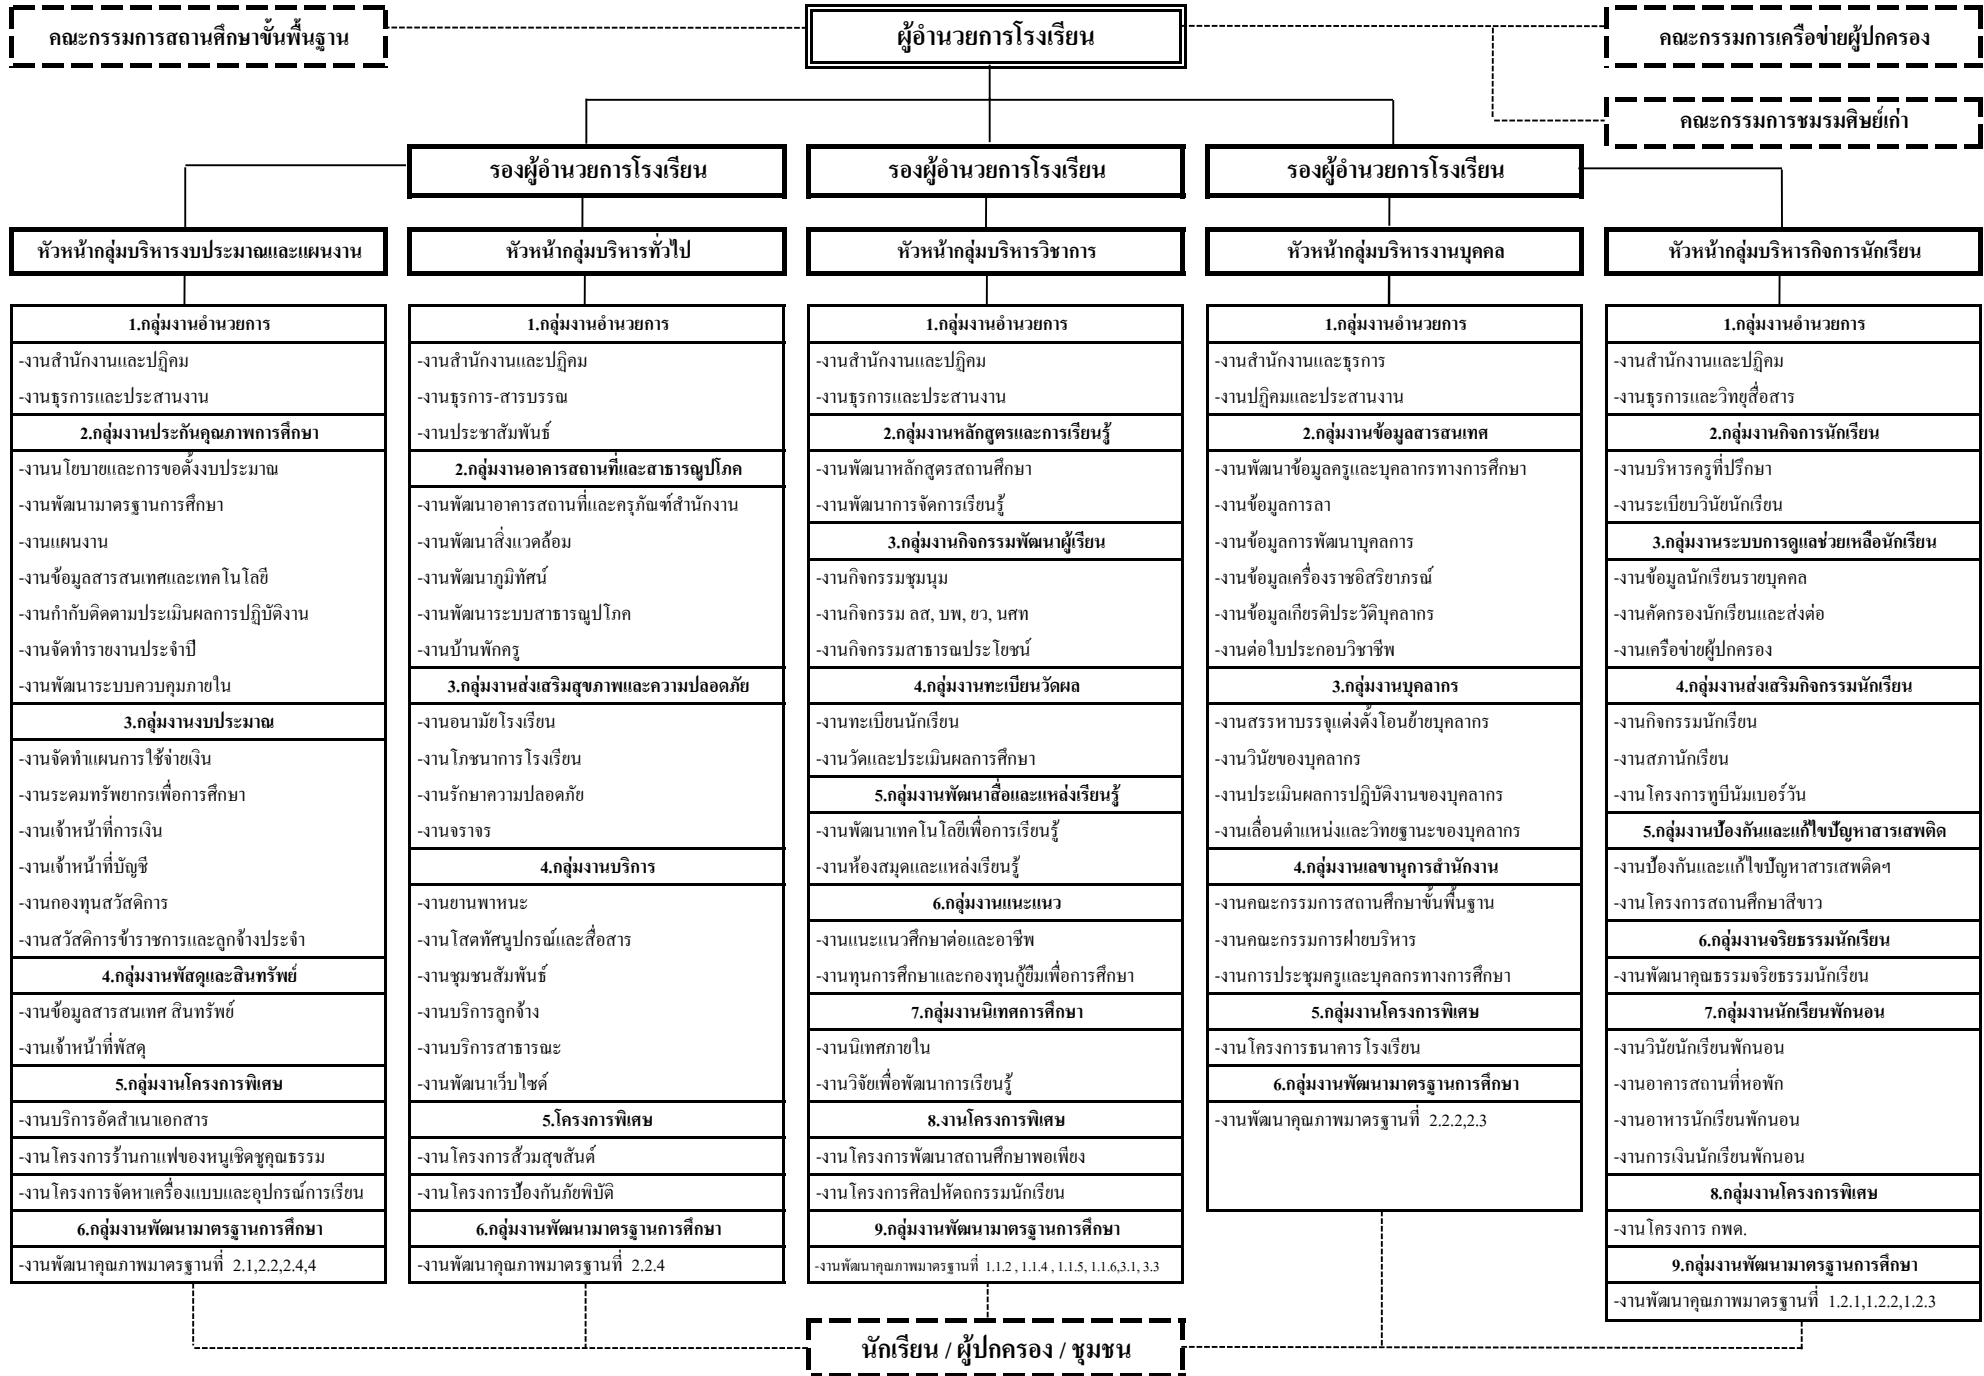 คณะกรรมการสถานศึกษาขั้นพื้นฐาน
ผู้อำนวยการโรงเรียน
คณะกรรมการเครือข่ายผู้ปกครอง
คณะกรรมการชมรมศิษย์เก่า
รองผู้อำนวยการโรงเรียน
รองผู้อำนวยการโรงเรียน
รองผู้อำนวยการโรงเรียน
หัวหน้ากลุ่มบริหารงบประมาณและแผนงาน
1.กลุ่มงานอำนวยการ
-งานสำนักงานและปฏิคม
-งานธุรการและประสานงาน
2.กลุ่มงานประกันคุณภาพการศึกษา
-งานนโยบายและการขอตั้งงบประมาณ
-งานพัฒนามาตรฐานการศึกษา
-งานแผนงาน
-งานข้อมูลสารสนเทศและเทคโนโลยี
-งานกำกับติดตามประเมินผลการปฏิบัติงาน
-งานจัดทำรายงานประจำปี
-งานพัฒนาระบบควบคุมภายใน
3.กลุ่มงานงบประมาณ
-งานจัดทำแผนการใช้จ่ายเงิน
-งานระดมทรัพยากรเพื่อการศึกษา
-งานเจ้าหน้าที่การเงิน
-งานเจ้าหน้าที่บัญชี
-งานกองทุนสวัสดิการ
-งานสวัสดิการข้าราชการและลูกจ้างประจำ
4.กลุ่มงานพัสดุและสินทรัพย์
-งานข้อมูลสารสนเทศ สินทรัพย์
-งานเจ้าหน้าที่พัสดุ
5.กลุ่มงานโครงการพิเศษ
-งานบริการอัดสำเนาเอกสาร
-งานโครงการร้านกาแฟของหนูเชิดชูคุณธรรม
-งานโครงการจัดหาเครื่องแบบและอุปกรณ์การเรียน
6.กลุ่มงานพัฒนามาตรฐานการศึกษา
-งานพัฒนาคุณภาพมาตรฐานที่ 2.1,2.2,2.4,4
หัวหน้ากลุ่มบริหารทั่วไป
1.กลุ่มงานอำนวยการ
-งานสำนักงานและปฏิคม
-งานธุรการ-สารบรรณ
-งานประชาสัมพันธ์
2.กลุ่มงานอาคารสถานที่และสาธารณูปโภค
-งานพัฒนาอาคารสถานที่และครุภัณฑ์สำนักงาน
-งานพัฒนาสิ่งแวดล้อม
-งานพัฒนาภูมิทัศน์
-งานพัฒนาระบบสาธารณูปโภค
-งานบ้านพักครู
3.กลุ่มงานส่งเสริมสุขภาพและความปลอดภัย
-งานอนามัยโรงเรียน
-งานโภชนาการโรงเรียน
-งานรักษาความปลอดภัย
-งานจราจร
4.กลุ่มงานบริการ
-งานยานพาหนะ
-งานโสตทัศนูปกรณ์และสื่อสาร
-งานชุมชนสัมพันธ์
-งานบริการลูกจ้าง
-งานบริการสาธารณะ
-งานพัฒนาเว็บไซด์
5.โครงการพิเศษ
-งานโครงการส้วมสุขสันต์
-งานโครงการป้องกันภัยพิบัติ
6.กลุ่มงานพัฒนามาตรฐานการศึกษา
-งานพัฒนาคุณภาพมาตรฐานที่ 2.2.4
หัวหน้ากลุ่มบริหารวิชาการ
1.กลุ่มงานอำนวยการ
-งานสำนักงานและปฏิคม
-งานธุรการและประสานงาน
2.กลุ่มงานหลักสูตรและการเรียนรู้
-งานพัฒนาหลักสูตรสถานศึกษา
-งานพัฒนาการจัดการเรียนรู้
3.กลุ่มงานกิจกรรมพัฒนาผู้เรียน
-งานกิจกรรมชุมนุม
-งานกิจกรรม ลส, บพ, ยว, นศท
-งานกิจกรรมสาธารณประโยชน์
4.กลุ่มงานทะเบียนวัดผล
-งานทะเบียนนักเรียน
-งานวัดและประเมินผลการศึกษา
5.กลุ่มงานพัฒนาสื่อและแหล่งเรียนรู้
-งานพัฒนาเทคโนโลยีเพื่อการเรียนรู้
-งานห้องสมุดและแหล่งเรียนรู้
6.กลุ่มงานแนะแนว
-งานแนะแนวศึกษาต่อและอาชีพ
-งานทุนการศึกษาและกองทุนกู้ยืมเพื่อการศึกษา
7.กลุ่มงานนิเทศการศึกษา
-งานนิเทศภายใน
-งานวิจัยเพื่อพัฒนาการเรียนรู้
8.งานโครงการพิเศษ
-งานโครงการพัฒนาสถานศึกษาพอเพียง
-งานโครงการศิลปหัตถกรรมนักเรียน
9.กลุ่มงานพัฒนามาตรฐานการศึกษา
-งานพัฒนาคุณภาพมาตรฐานที่ 1.1.2 , 1.1.4 , 1.1.5, 1.1.6,3.1, 3.3
หัวหน้ากลุ่มบริหารงานบุคคล
1.กลุ่มงานอำนวยการ
-งานสำนักงานและธุรการ
-งานปฏิคมและประสานงาน
2.กลุ่มงานข้อมูลสารสนเทศ
-งานพัฒนาข้อมูลครูและบุคลากรทางการศึกษา
-งานข้อมูลการลา
-งานข้อมูลการพัฒนาบุคลการ
-งานข้อมูลเครื่องราชอิสริยาภรณ์
-งานข้อมูลเกียรติประวัติบุคลากร
-งานต่อใบประกอบวิชาชีพ
3.กลุ่มงานบุคลากร
-งานสรรหาบรรจุแต่งตั้งโอนย้ายบุคลากร
-งานวินัยของบุคลากร
-งานประเมินผลการปฎิบัติงานของบุคลากร
-งานเลื่อนตำแหน่งและวิทยฐานะของบุคลากร
4.กลุ่มงานเลขานุการสำนักงาน
-งานคณะกรรมการสถานศึกษาขั้นพื้นฐาน
-งานคณะกรรมการฝ่ายบริหาร
-งานการประชุมครูและบุคลกรทางการศึกษา
5.กลุ่มงานโครงการพิเศษ
-งานโครงการธนาคารโรงเรียน
6.กลุ่มงานพัฒนามาตรฐานการศึกษา
-งานพัฒนาคุณภาพมาตรฐานที่ 2.2.2,2.3
หัวหน้ากลุ่มบริหารกิจการนักเรียน
1.กลุ่มงานอำนวยการ
-งานสำนักงานและปฏิคม
-งานธุรการและวิทยุสื่อสาร
2.กลุ่มงานกิจการนักเรียน
-งานบริหารครูที่ปรึกษา
-งานระเบียบวินัยนักเรียน
3.กลุ่มงานระบบการดูแลช่วยเหลือนักเรียน
-งานข้อมูลนักเรียนรายบุคคล
-งานคัดกรองนักเรียนและส่งต่อ
-งานเครือข่ายผู้ปกครอง
4.กลุ่มงานส่งเสริมกิจกรรมนักเรียน
-งานกิจกรรมนักเรียน
-งานสภานักเรียน
-งานโครงการทูบีนัมเบอร์วัน
5.กลุ่มงานป้องกันและแก้ไขปัญหาสารเสพติด
-งานป้องกันและแก้ไขปัญหาสารเสพติดฯ
-งานโครงการสถานศึกษาสีขาว
6.กลุ่มงานจริยธรรมนักเรียน
-งานพัฒนาคุณธรรมจริยธรรมนักเรียน
7.กลุ่มงานนักเรียนพักนอน
-งานวินัยนักเรียนพักนอน
-งานอาคารสถานที่หอพัก
-งานอาหารนักเรียนพักนอน
-งานการเงินนักเรียนพักนอน
8.กลุ่มงานโครงการพิเศษ
-งานโครงการ กพด.
9.กลุ่มงานพัฒนามาตรฐานการศึกษา
-งานพัฒนาคุณภาพมาตรฐานที่ 1.2.1,1.2.2,1.2.3
นักเรียน / ผู้ปกครอง / ชุมชน